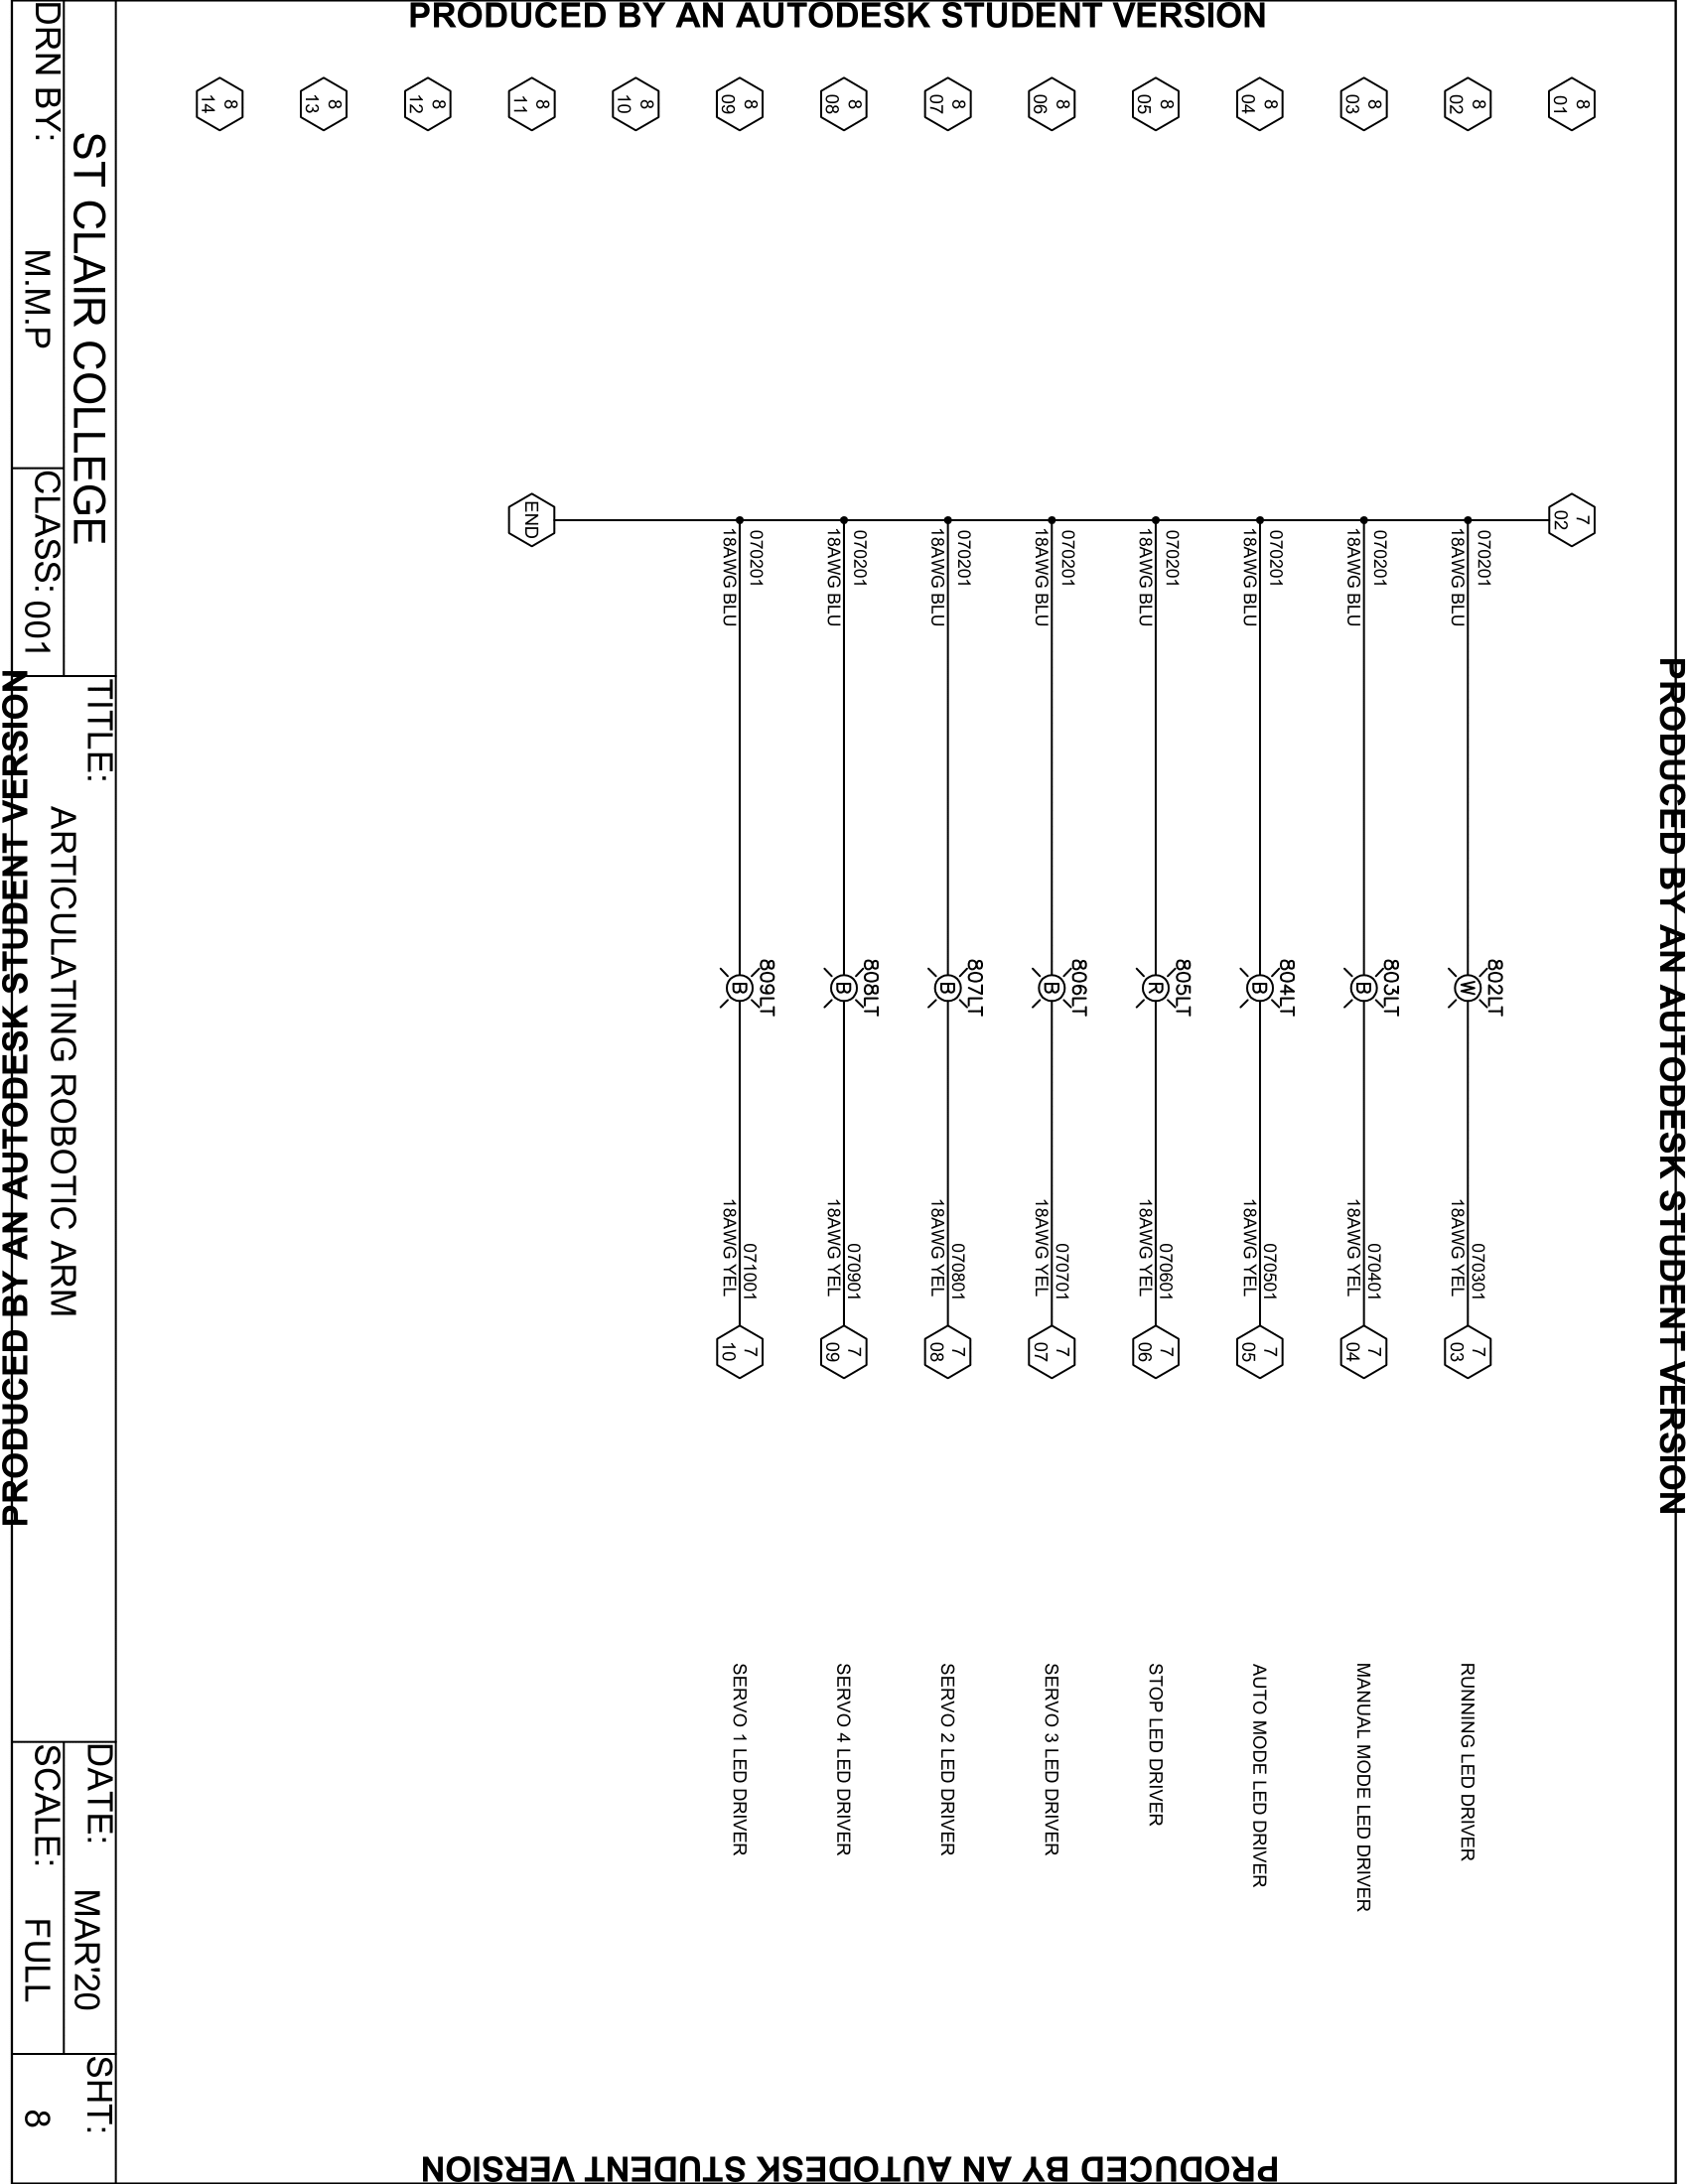 PRODUCED BY AN AUTODESK STUDENT VERSION
PRODUCED BY AN AUTODESK STUDENT VERSION
PRODUCED BY AN AUTODESK STUDENT VERSION
PRODUCED BY AN AUTODESK STUDENT VERSION
8
01
7
02
8
02
070201
18AWG BLU
802LT
W
070301
18AWG YEL
7
03
RUNNING LED DRIVER
8
03
070201
18AWG BLU
803LT
B
070401
18AWG YEL
7
04
MANUAL MODE LED DRIVER
8
04
070201
18AWG BLU
804LT
B
070501
18AWG YEL
7
05
AUTO MODE LED DRIVER
8
05
070201
18AWG BLU
805LT
R
070601
18AWG YEL
7
06
STOP LED DRIVER
8
06
070201
18AWG BLU
806LT
B
070701
18AWG YEL
7
07
SERVO 3 LED DRIVER
8
07
070201
18AWG BLU
807LT
B
070801
18AWG YEL
7
08
SERVO 2 LED DRIVER
8
08
070201
18AWG BLU
808LT
B
070901
18AWG YEL
7
09
SERVO 4 LED DRIVER
8
09
070201
18AWG BLU
809LT
B
071001
18AWG YEL
7
10
SERVO 1 LED DRIVER
8
10
8
11
END
8
12
8
13
8
14
ST CLAIR COLLEGE
DRN BY: M.M.P
CLASS: 001
TITLE:
ARTICULATING ROBOTIC ARM
DATE: MAR'20
SCALE: FULL
SHT:
8